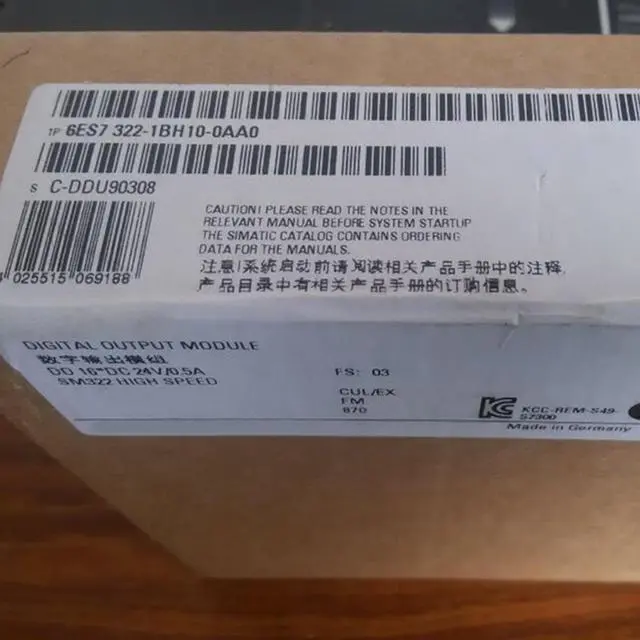 1P 6ES7 322-1BH10-0AA0
S C-DDU90308
CAUTION! PLEASE READ THE NOTES IN THE
RELEVANT MANUAL BEFORE SYSTEM STARTUP
THE SIMATIC CATALOG CONTAINS ORDERING
DATA FOR THE MANUALS.
注意!系统启动前请阅读相关产品手册中的注释,
产品目录中有相关产品手册的订购信息。
4 025515 069188
DIGITAL OUTPUT MODULE
数字输出模组
DO 16*DC 24V/0.5A
SM322 HIGH SPEED
FS: 03
CUL/EX
FM
870
KC KCC-REM-S49-
S7300
Made in Germany